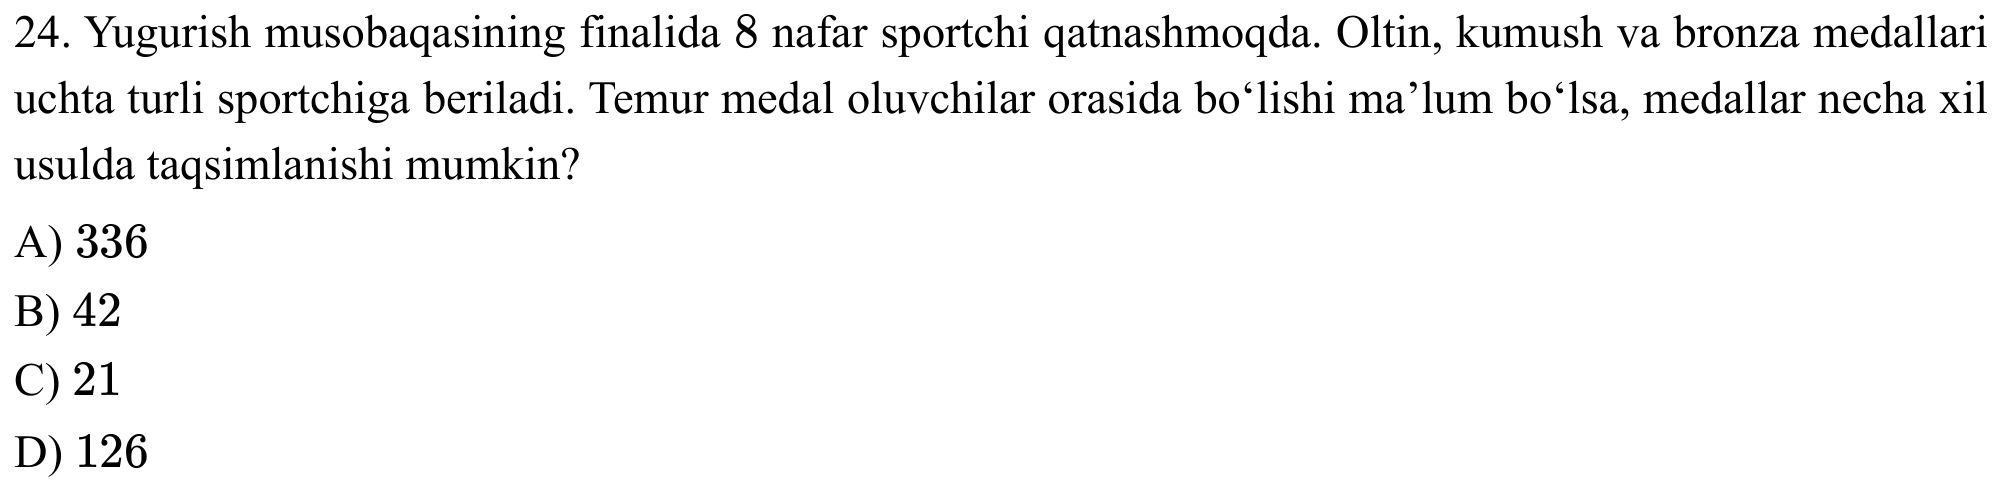 24. Yugurish musobaqasining finalida 8 nafar sportchi qatnashmoqda. Oltin, kumush va bronza medallari
uchta turli sportchiga beriladi. Temur medal oluvchilar orasida bo‘lishi ma’lum bo‘lsa, medallar necha xil
usulda taqsimlanishi mumkin?
A) 336
B) 42
C) 21
D) 126